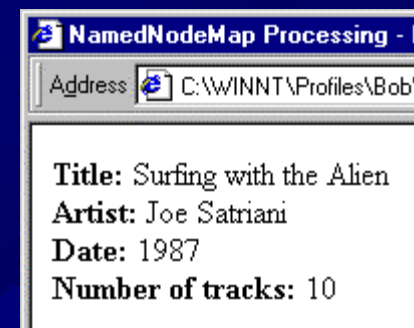 NamedNodeMap Processing -
Address C:\WINNT\Profiles\Bob\
Title: Surfing with the Alien
Artist: Joe Satriani
Date: 1987
Number of tracks: 10